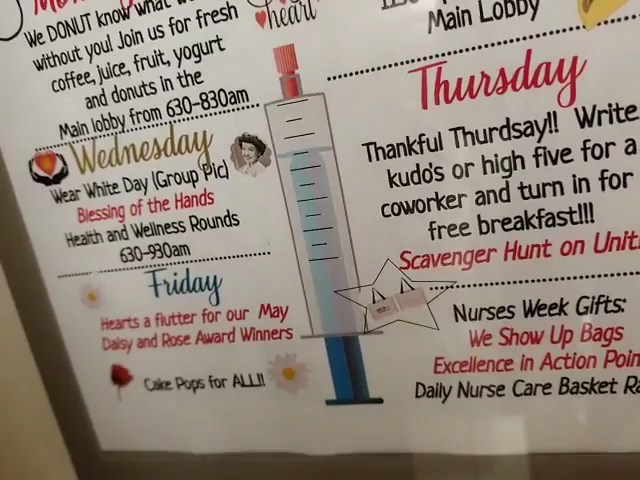 We DONUT know what
without you! Join us for fresh
coffee, juice, fruit, yogurt
and donuts in the
Main lobby from 630-830am
heart
Main Lobby
Wednesday
Wear White Day (Group Pic)
Blessing of the Hands
Health and Wellness Rounds
630-930am
Thursday
Thankful Thurdsay!! Write
kudo's or high five for a
coworker and turn in for
free breakfast!!!
Scavenger Hunt on Unit
Friday
Hearts a flutter for our May
Daisy and Rose Award Winners
Cake Pops for ALL!!
Nurses Week Gifts:
We Show Up Bags
Excellence in Action Poin
Daily Nurse Care Basket Ra